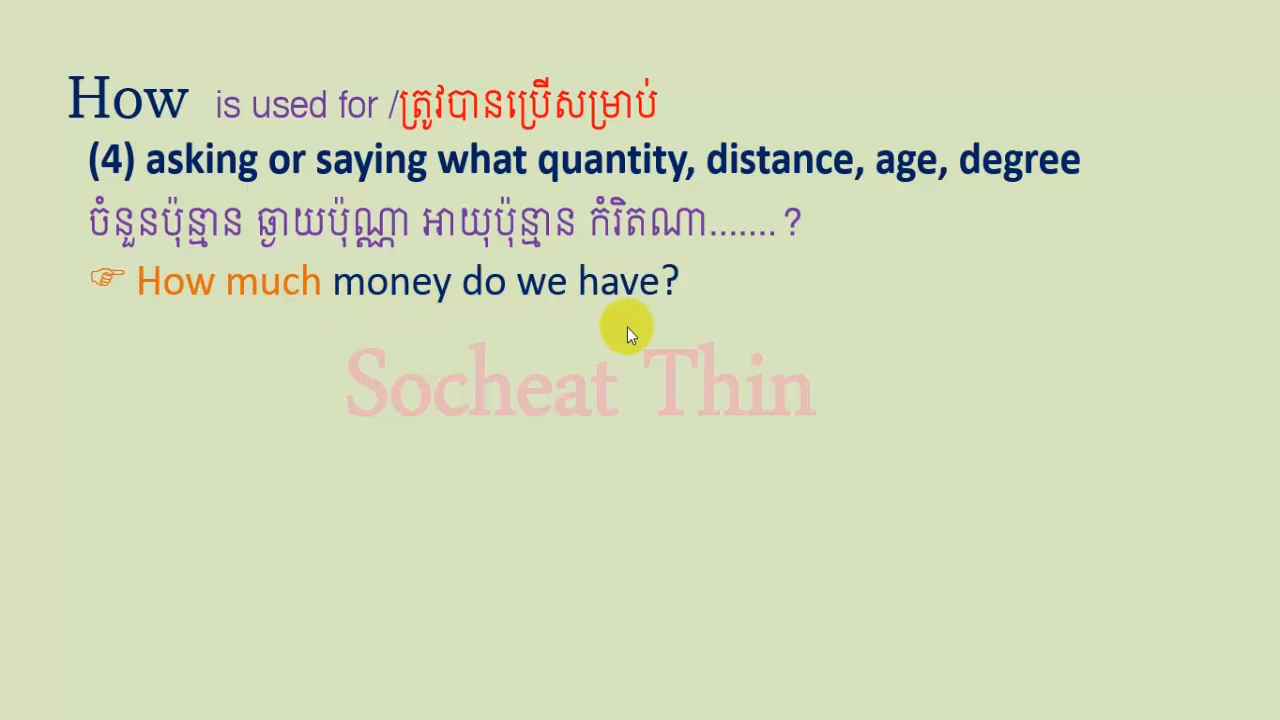 How is used for /ត្រូវបានប្រើសម្រាប់
(4) asking or saying what quantity, distance, age, degree
ចំនួនប៉ុន្មាន ឆ្ងាយប៉ុណ្ណា អាយុប៉ុន្មាន កំរិតណា.......?
☞ How much money do we have?
Socheat Thin